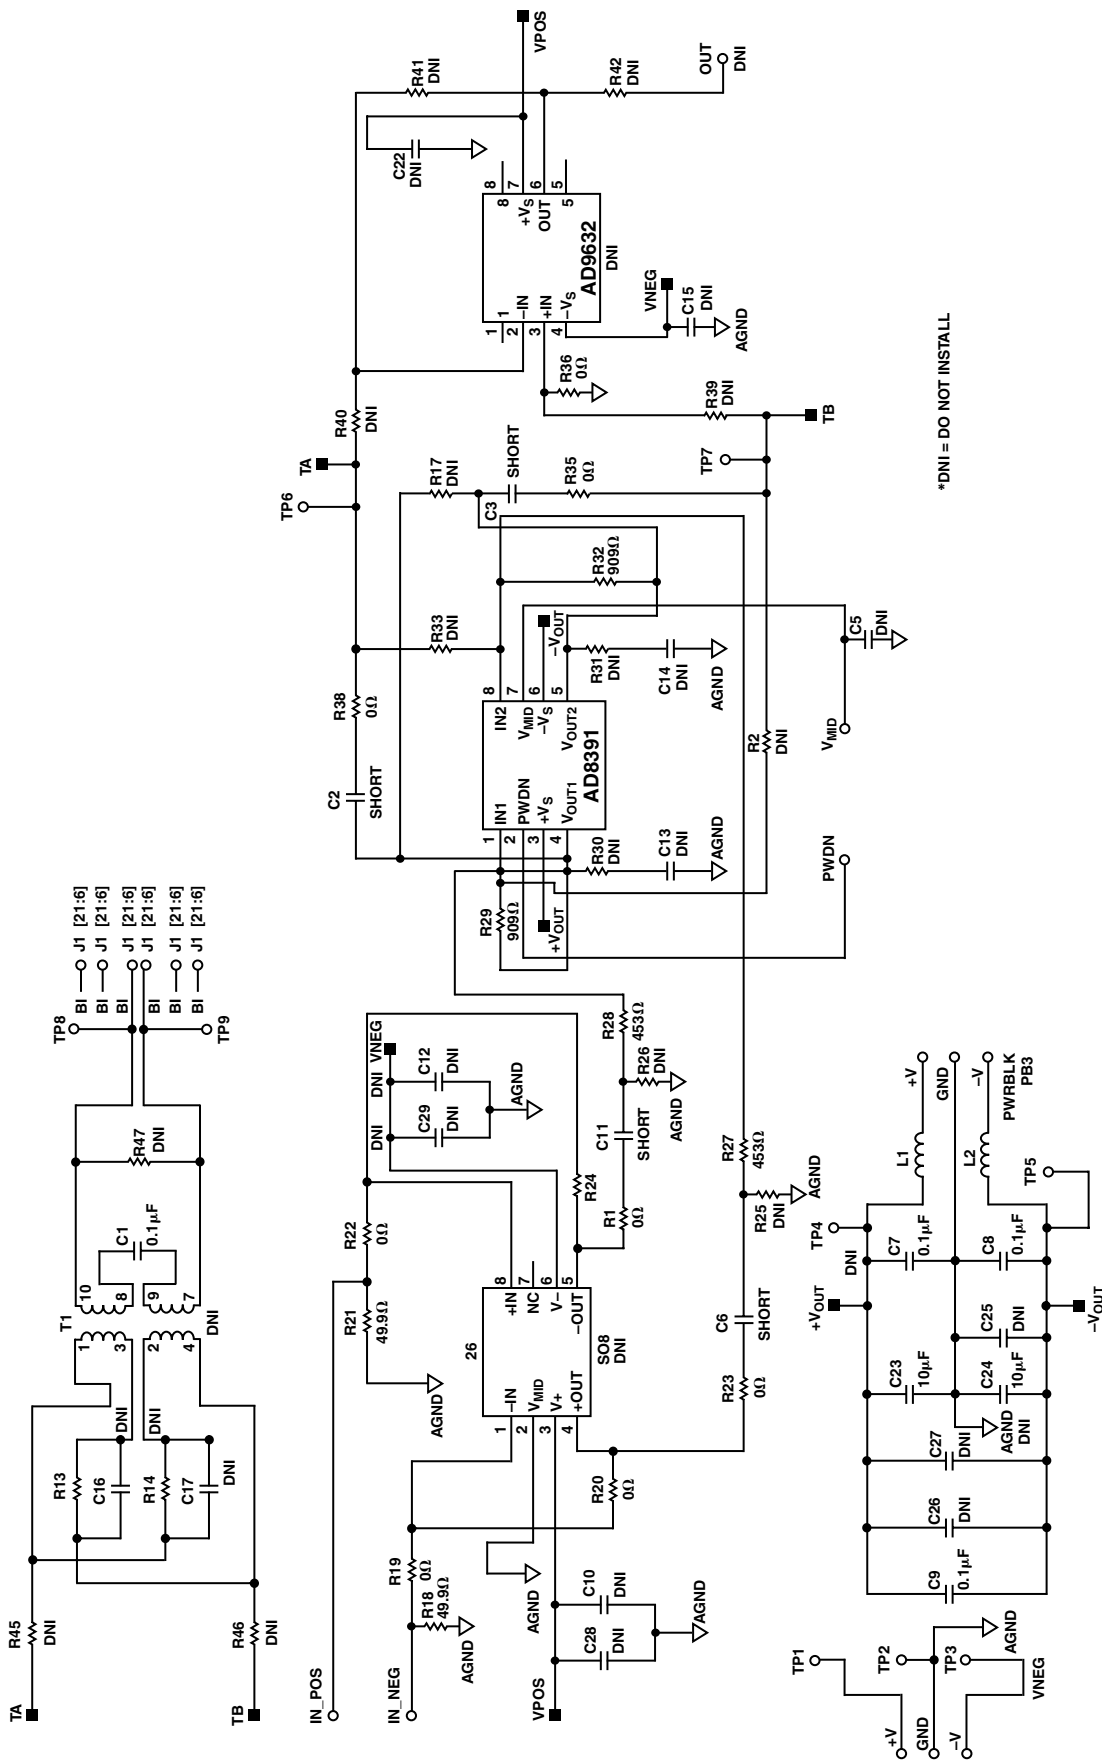 TA
R45
DNI
TB
R46
DNI
R13
C16
DNI
R14
C17
DNI
DNI
T1
1
3
2
4
10
8
9
7
DNI
C1
0.1µF
R47
DNI
TP8
TP9
BI
J1 [21:6]
BI
J1 [21:6]
BI
J1 [21:6]
BI
J1 [21:6]
BI
J1 [21:6]
BI
J1 [21:6]
IN_POS
IN_NEG
R19
0Ω
R18
49.9Ω
AGND
R21
49.9Ω
AGND
R22
0Ω
R20
0Ω
AGND
VPOS
C28
DNI
C10
DNI
AGND
26
1
–IN
2
VMID
3
V+
4
+OUT
8
+IN
7
NC
6
V–
5
–OUT
SO8
DNI
DNI
DNI
VNEG
C29
DNI
C12
DNI
AGND
R24
R1
0Ω
C11
SHORT
R26
DNI
AGND
R28
453Ω
R23
0Ω
C6
SHORT
R25
DNI
AGND
R27
453Ω
C2
SHORT
R38
0Ω
R33
DNI
TP6
TA
R40
DNI
R29
909Ω
+VOUT
R30
DNI
C13
DNI
AGND
PWDN
1
IN1
2
PWDN
3
+VS
4
VOUT1
AD8391
8
IN2
7
VMID
6
–VS
5
VOUT2
–VOUT
R31
DNI
C14
DNI
AGND
R32
909Ω
R17
DNI
C3
SHORT
R35
0Ω
R2
DNI
VMID
C5
DNI
TP7
TB
R39
DNI
R36
0Ω
1
1
2
–IN
3
+IN
4
–VS
AD9632
DNI
8
8
7
+VS
6
OUT
5
5
VNEG
C15
DNI
AGND
C22
DNI
R41
DNI
VPOS
R42
DNI
OUT
DNI
*DNI = DO NOT INSTALL
+V
GND
–V
TP1
TP2
TP3
AGND
VNEG
C9
0.1µF
C26
DNI
C27
DNI
C23
10µF
C24
10µF
AGND
DNI
C25
DNI
+VOUT
–VOUT
C7
0.1µF
C8
0.1µF
DNI
TP4
TP5
L1
L2
+V
GND
–V
PWRBLK
PB3